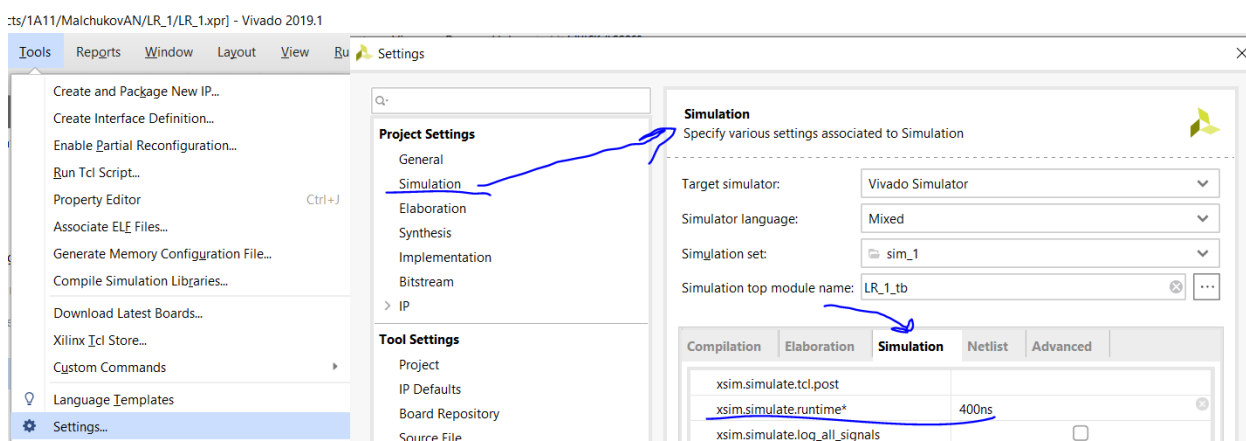 cts/1A11/MalchukovAN/LR_1/LR_1.xpr] - Vivado 2019.1
Tools Reports Window Layout View Ru
Create and Package New IP...
Create Interface Definition...
Enable Partial Reconfiguration...
Run Tcl Script...
Property Editor Ctrl+J
Associate ELF Files...
Generate Memory Configuration File...
Compile Simulation Libraries...
Download Latest Boards...
Xilinx Tcl Store...
Custom Commands
Language Templates
Settings...
Settings
Q-
Project Settings
General
Simulation
Elaboration
Synthesis
Implementation
Bitstream
> IP
Tool Settings
Project
IP Defaults
Board Repository
Source File
Simulation
Specify various settings associated to Simulation
Target simulator: Vivado Simulator
Simulator language: Mixed
Simulation set: sim_1
Simulation top module name: LR_1_tb
Compilation Elaboration Simulation Netlist Advanced
xsim.simulate.tcl.post
xsim.simulate.runtime* 400ns
xsim.simulate.log_all_signals